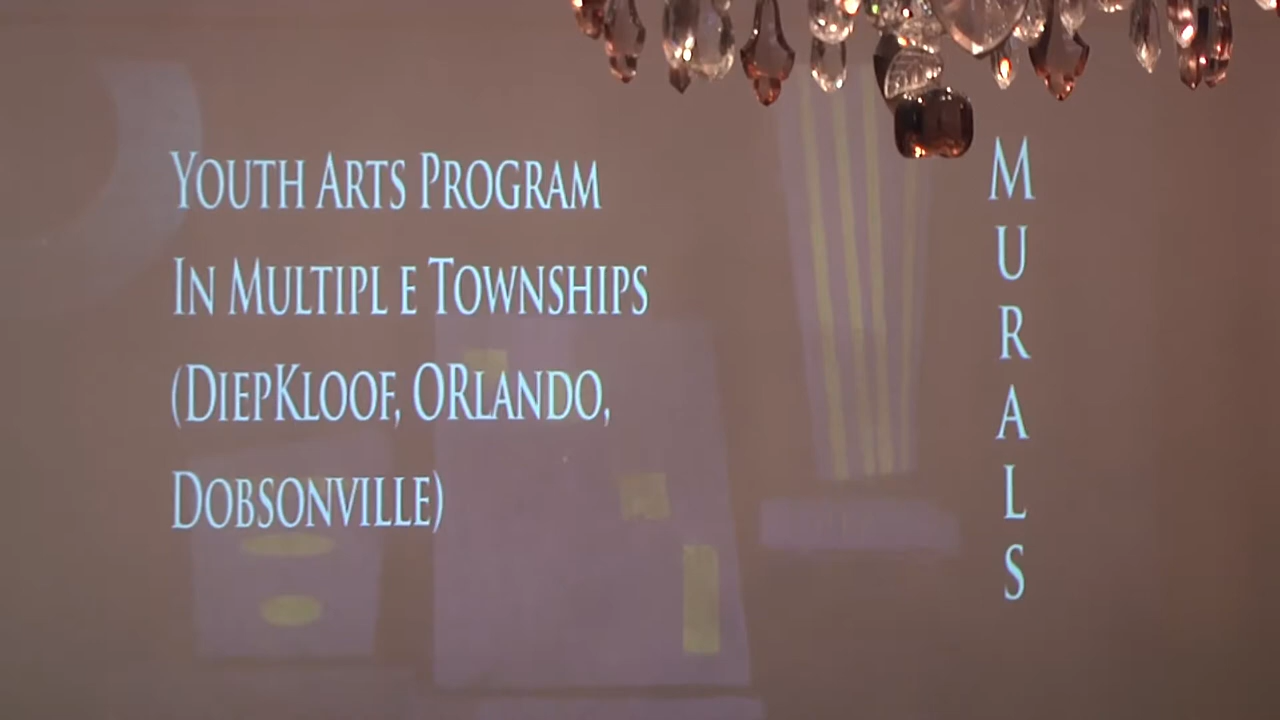 Youth Arts Program
In Multipl e Townships
(DiepKloof, ORlando,
Dobsonville)
MURALS